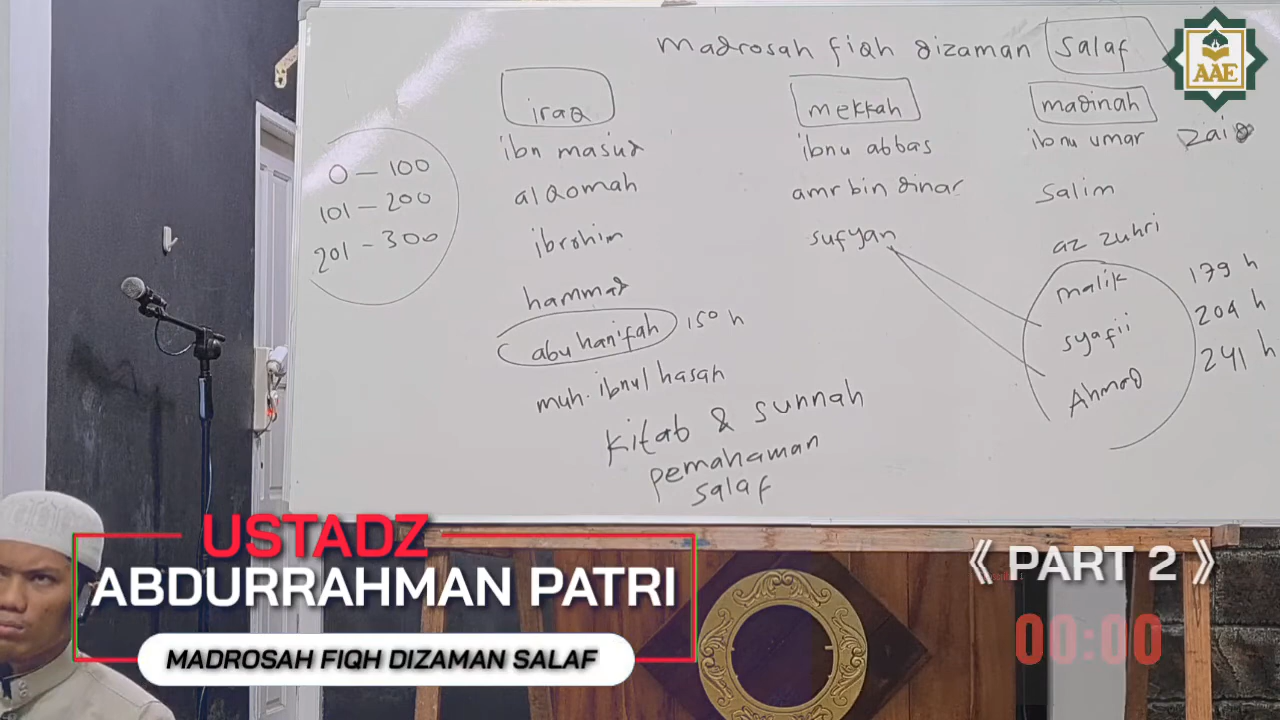 madrosah fiqh dizaman salaf
AAE
iraq
mekkah
madinah
0 - 100
101 - 200
201 - 300
ibn masud
alqomah
ibrohim
hammad
abu hanifah 150 h
muh. ibnul hasan
ibnu abbas
amr bin dinar
sufyan
ibnu umar zaid
salim
az zuhri
malik 179 h
syafii 204 h
Ahmad 241 h
kitab & sunnah
pemahaman
salaf
USTADZ
ABDURRAHMAN PATRI
MADROSAH FIQH DIZAMAN SALAF
《 PART 2 》
00:00